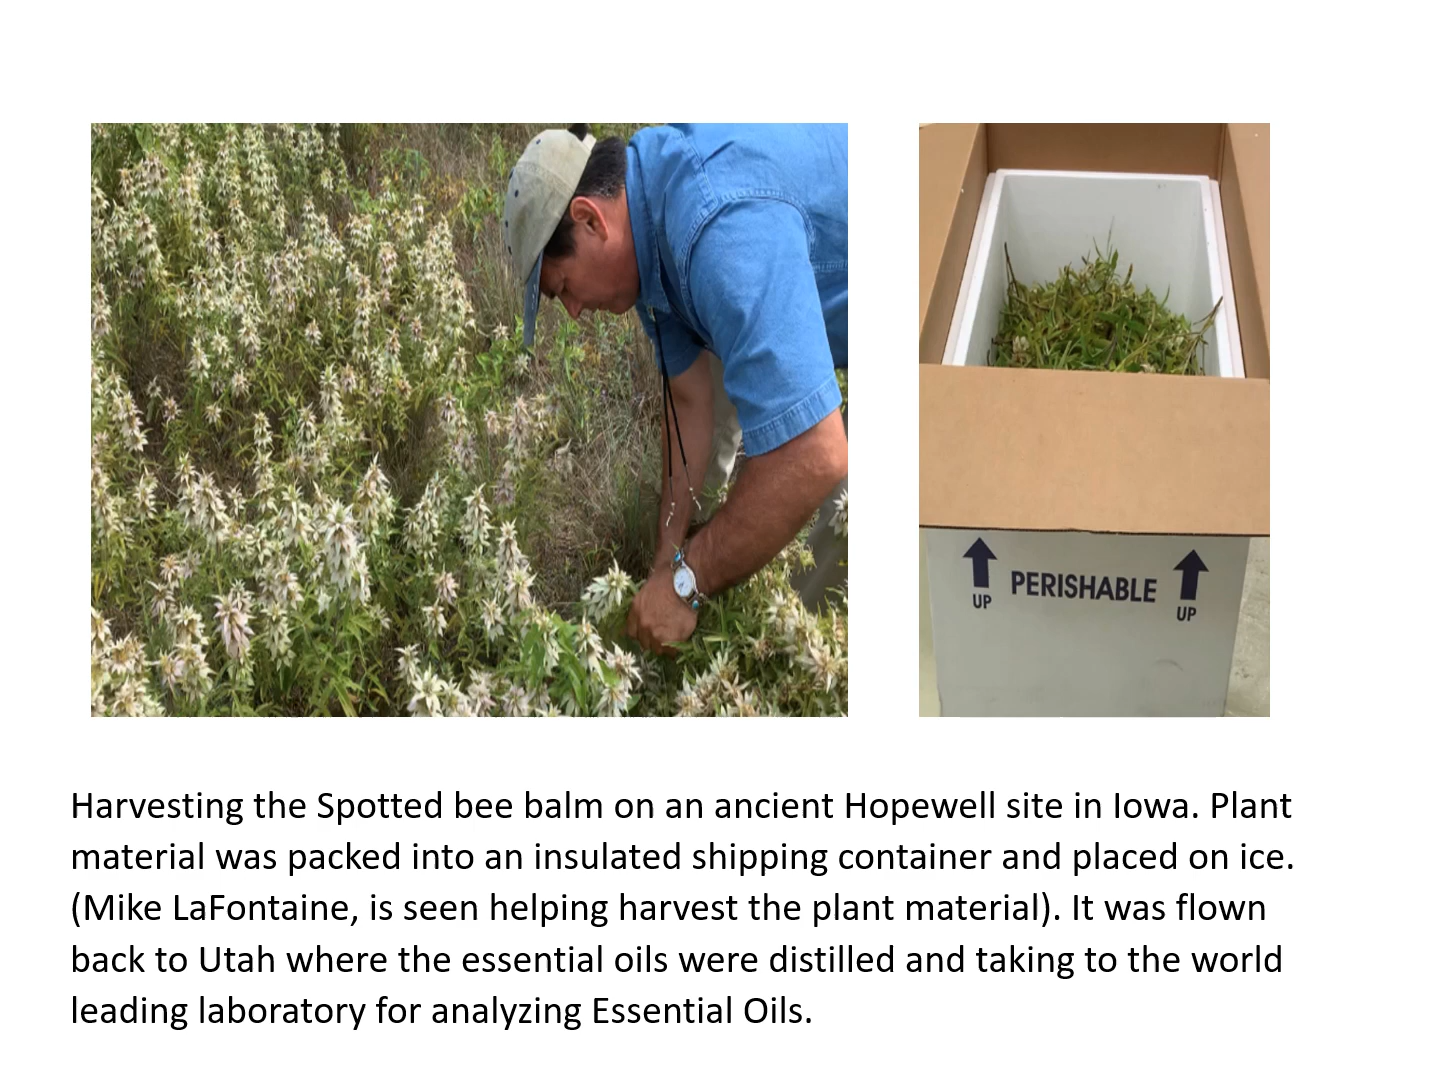 PERISHABLE
UP
UP
Harvesting the Spotted bee balm on an ancient Hopewell site in Iowa. Plant
material was packed into an insulated shipping container and placed on ice.
(Mike LaFontaine, is seen helping harvest the plant material). It was flown
back to Utah where the essential oils were distilled and taking to the world
leading laboratory for analyzing Essential Oils.